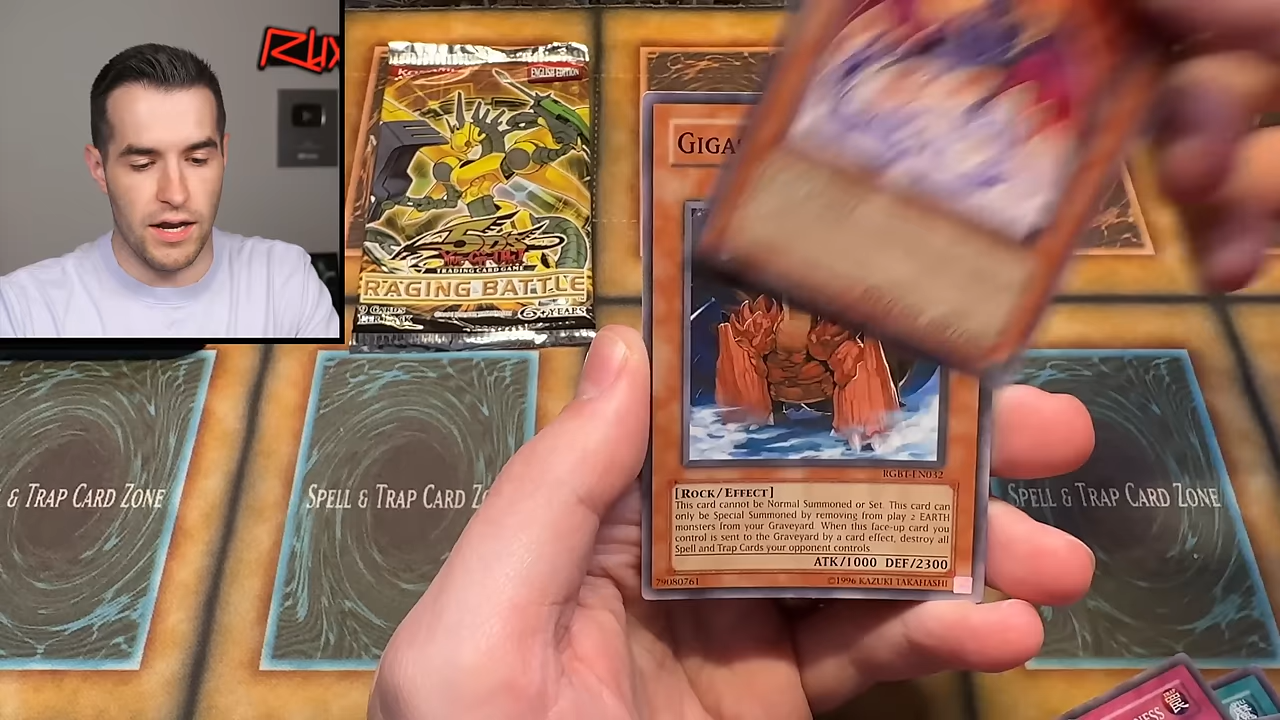 KONAMI
ENGLISH EDITION
5D's
Yu-Gi-Oh!
TRADING CARD GAME
RAGING BATTLE
9 CARDS
PER PACK
6+YEARS
GIGA
RGBT-EN032
[ROCK/EFFECT]
This card cannot be Normal Summoned or Set. This card can
only be Special Summoned by removing from play 2 EARTH
monsters from your Graveyard. When this face-up card you
control is sent to the Graveyard by a card effect, destroy all
Spell and Trap Cards your opponent controls.
ATK/1000 DEF/2300
79080761
©1996 KAZUKI TAKAHASHI
& TRAP CARD ZONE
SPELL & TRAP CARD Z
SPELL & TRAP CARD ZONE
TRAP